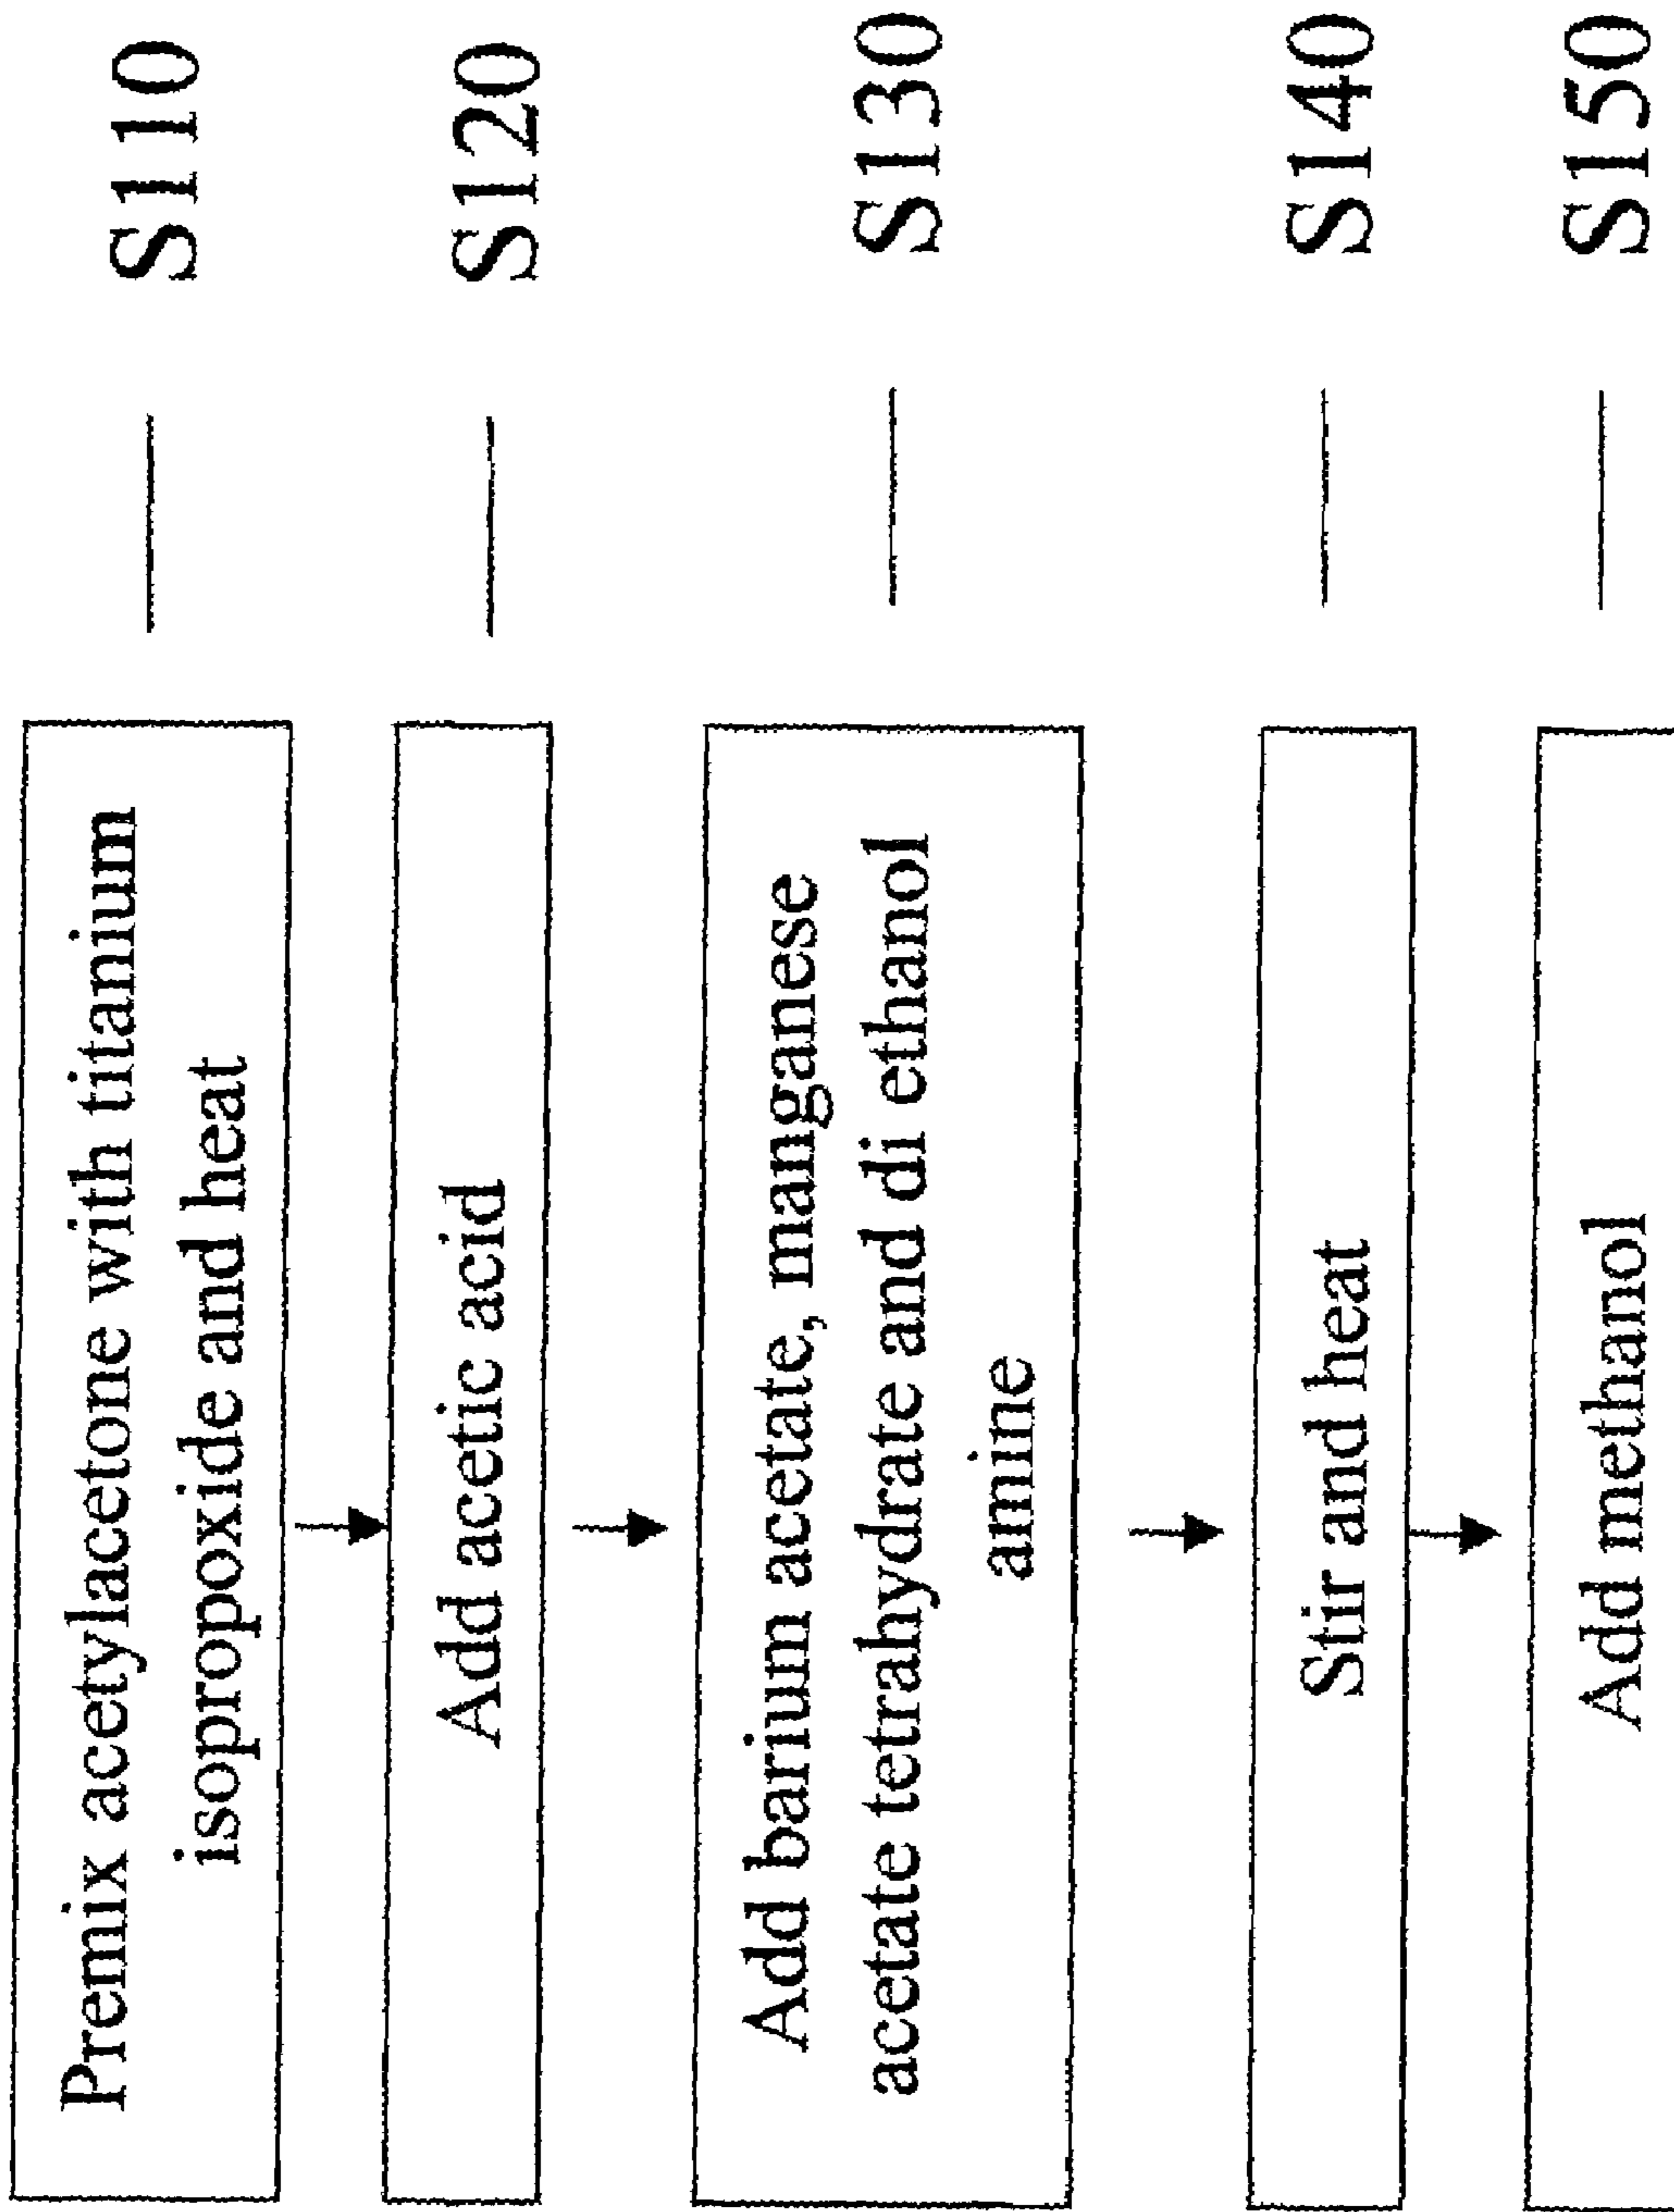 Premix acetylacetone with titanium
isopropoxide and heat
S110
Add acetic acid
S120
Add barium acetate, manganese
acetate tetrahydrate and di ethanol
amine
S130
Stir and heat
S140
Add methanol
S150